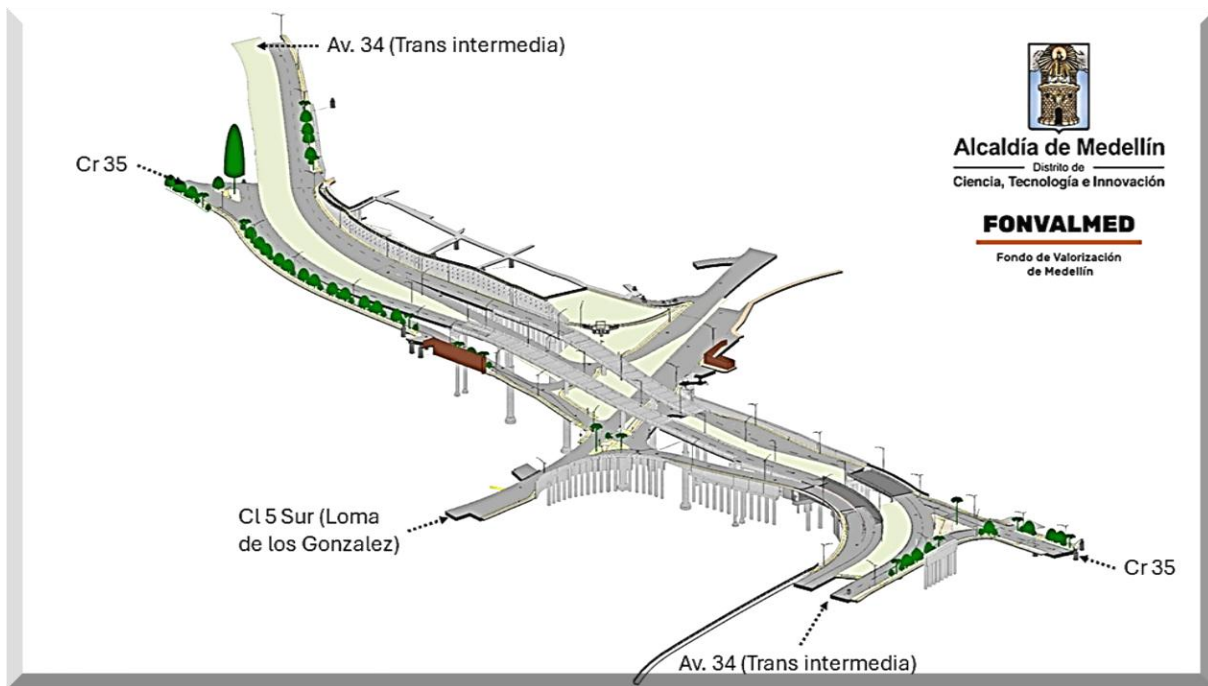 Av. 34 (Trans intermedia)
Cr 35
Alcaldía de Medellín
Distrito de
Ciencia, Tecnología e Innovación
FONVALMED
Fondo de Valorización
de Medellín
Cl 5 Sur (Loma
de los Gonzalez)
Cr 35
Av. 34 (Trans intermedia)